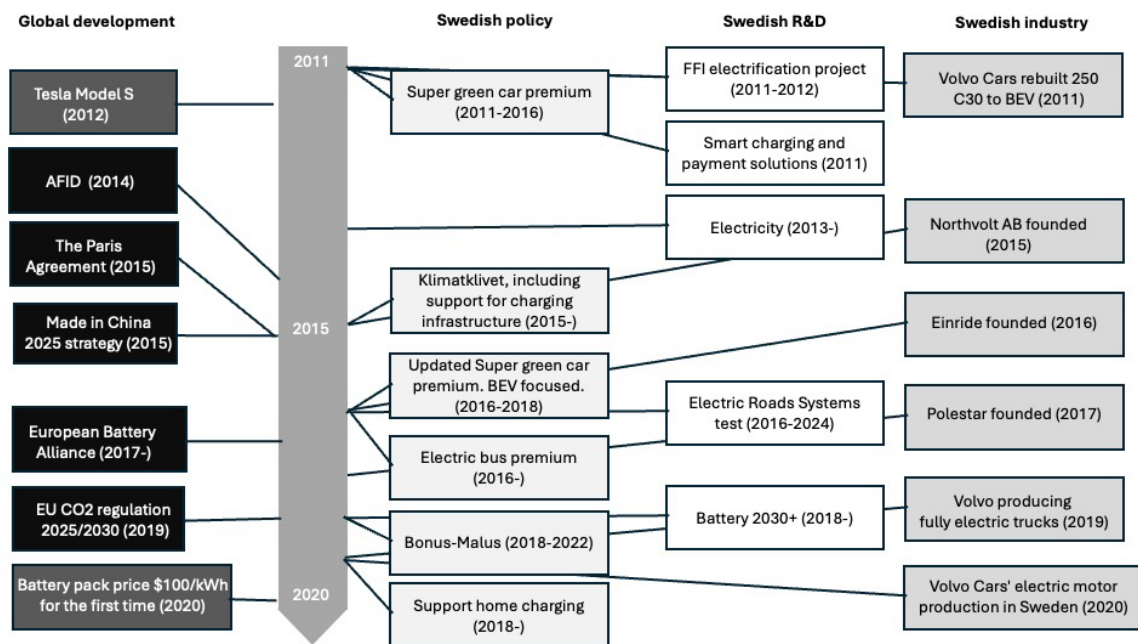 Global development
Swedish policy
Swedish R&D
Swedish industry
2011
2015
2020
Tesla Model S
(2012)
AFID (2014)
The Paris
Agreement (2015)
Made in China
2025 strategy (2015)
European Battery
Alliance (2017-)
EU CO2 regulation
2025/2030 (2019)
Battery pack price $100/kWh
for the first time (2020)
Super green car premium
(2011-2016)
Klimatklivet, including
support for charging
infrastructure (2015-)
Updated Super green car
premium. BEV focused.
(2016-2018)
Electric bus premium
(2016-)
Bonus-Malus (2018-2022)
Support home charging
(2018-)
FFI electrification project
(2011-2012)
Smart charging and
payment solutions (2011)
Electricity (2013-)
Electric Roads Systems
test (2016-2024)
Battery 2030+ (2018-)
Volvo Cars rebuilt 250
C30 to BEV (2011)
Northvolt AB founded
(2015)
Einride founded (2016)
Polestar founded (2017)
Volvo producing
fully electric trucks (2019)
Volvo Cars' electric motor
production in Sweden (2020)